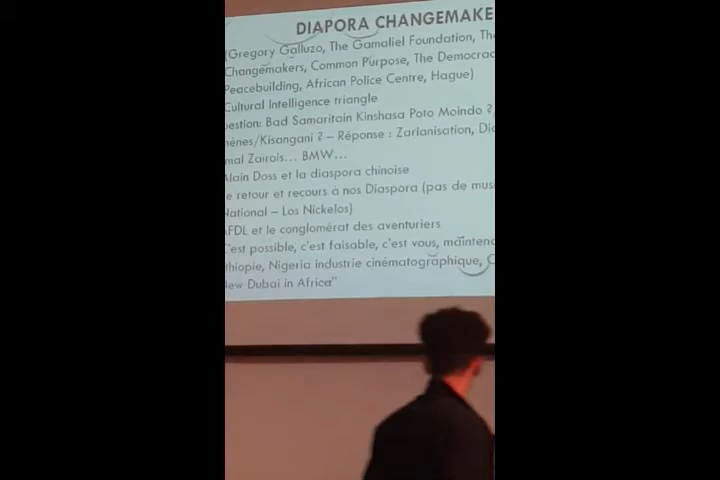 DIAPORA CHANGEMAKE
(Gregory Galluzo, The Gamaliel Foundation, Th
Changemakers, Common Purpose, The Democrac
Peacebuilding, African Police Centre, Hague)
Cultural Intelligence triangle
uestion: Bad Samaritain Kinshasa Poto Moindo ?
hènes/Kisangani ? – Réponse : Zarianisation, Di
mal Zairois... BMW...
Alain Doss et la diaspora chinoise
e retour et recours à nos Diaspora (pas de mus
National – Los Nickelos)
AFDL et le conglomérat des aventuriers
C'est possible, c'est faisable, c'est vous, maintenc
thiopie, Nigeria industrie cinématographique, C
New Dubai in Africa"